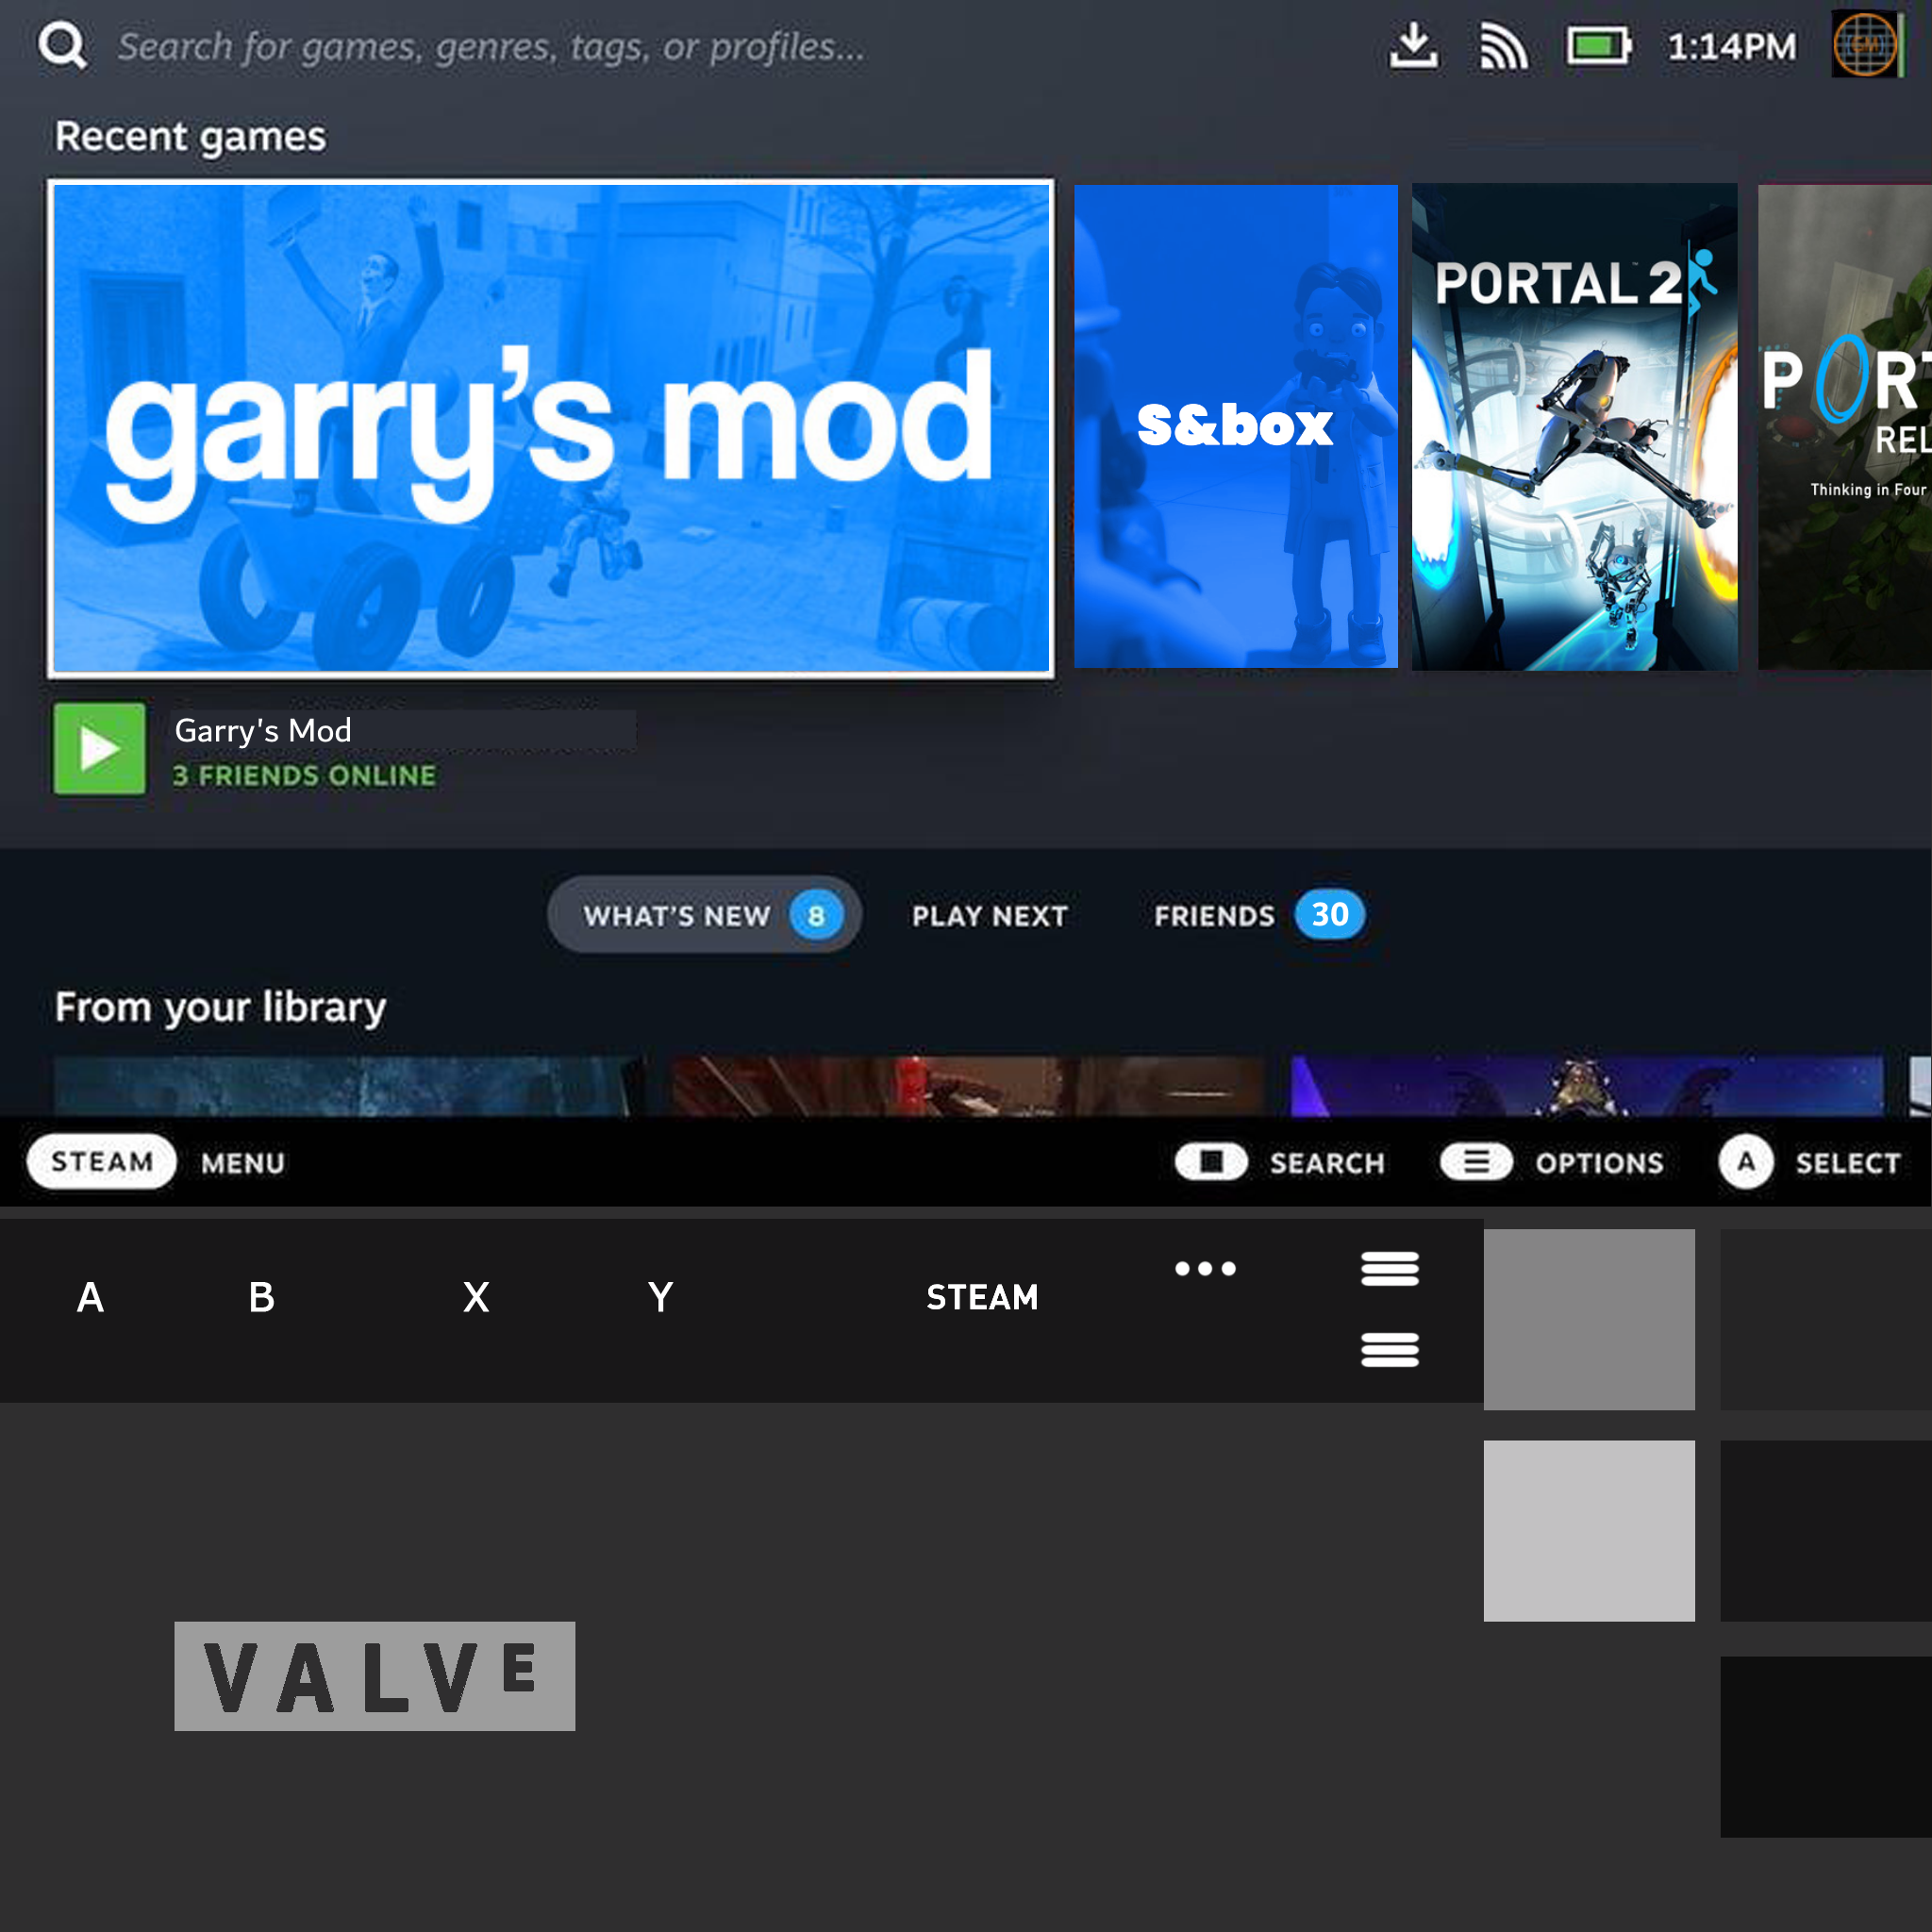 Search for games, genres, tags, or profiles...
1:14PM
GM
Recent games
garry's mod
S&box
PORTAL 2
PORT
REL
Thinking in Four
Garry's Mod
3 FRIENDS ONLINE
WHAT'S NEW 8 PLAY NEXT FRIENDS 30
From your library
STEAM MENU SEARCH OPTIONS A SELECT
A B X Y STEAM
VALVE